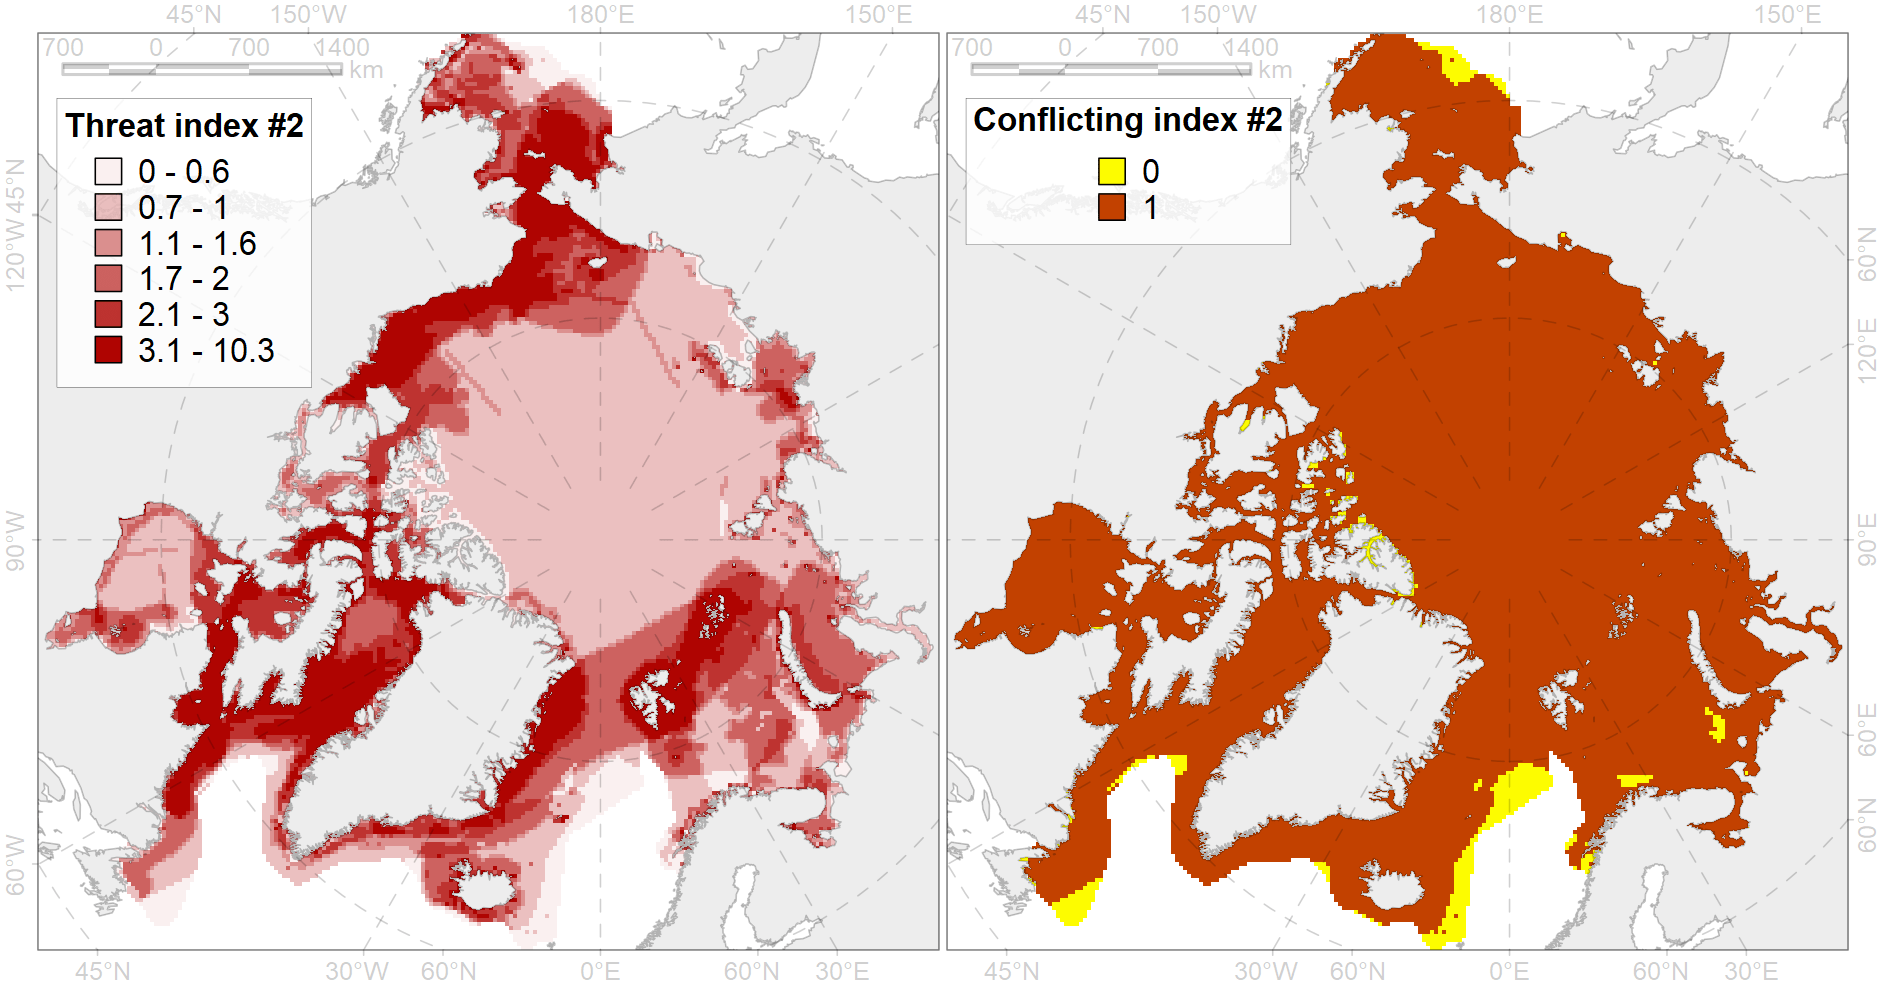 45°N 150°W 180°E 150°E
45°N 150°W 180°E 150°E
700 0 700 1400
km
700 0 700 1400
km
Threat index #2
0 - 0.6
0.7 - 1
1.1 - 1.6
1.7 - 2
2.1 - 3
3.1 - 10.3
Conflicting index #2
0
1
45°N
120°W
90°W
60°W
60°N
120°E
90°E
60°E
60°N
45°N 30°W 60°N 0°E 60°N 30°E
45°N 30°W 60°N 0°E 60°N 30°E